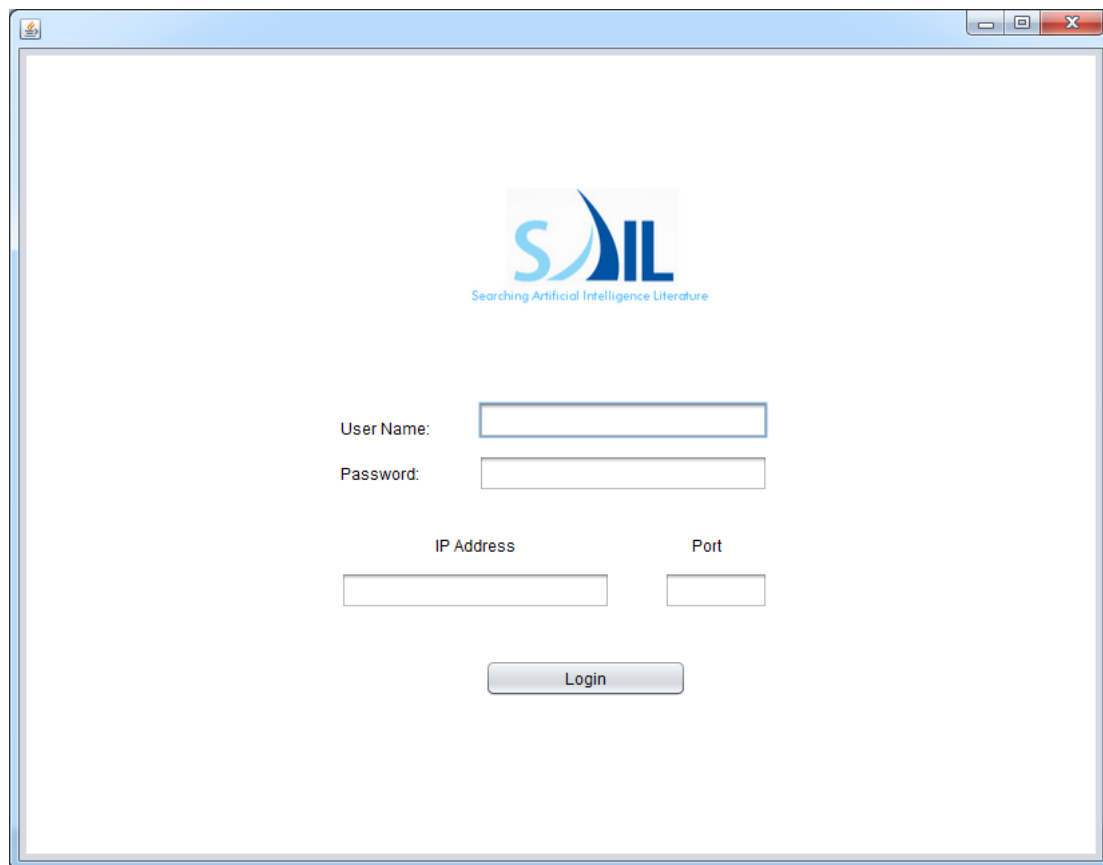 SAIL
Searching Artificial Intelligence Literature
User Name:
Password:
IP Address Port
Login